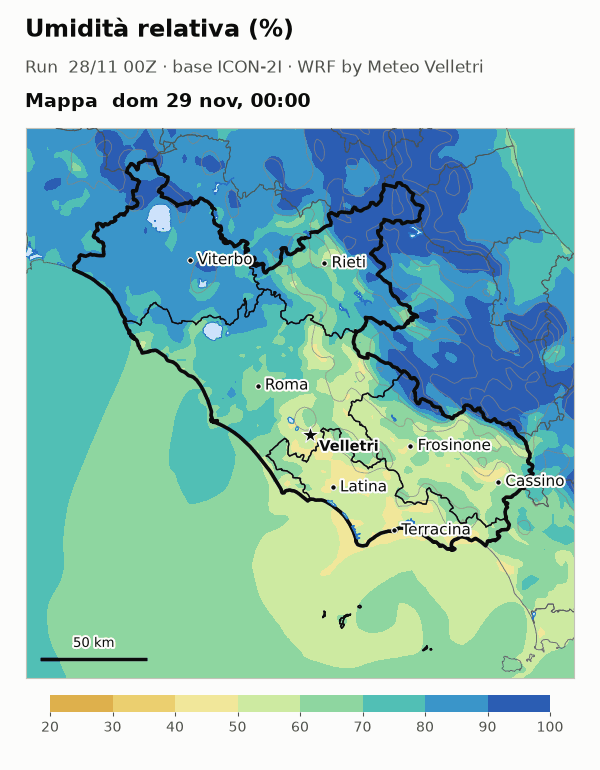 Umidità relativa (%)
Run  28/11 00Z · base ICON-2I · WRF by Meteo Velletri
Mappa  dom 29 nov, 00:00
Viterbo
Rieti
Roma
Velletri
Frosinone
Latina
Cassino
Terracina
50 km
20 30 40 50 60 70 80 90 100